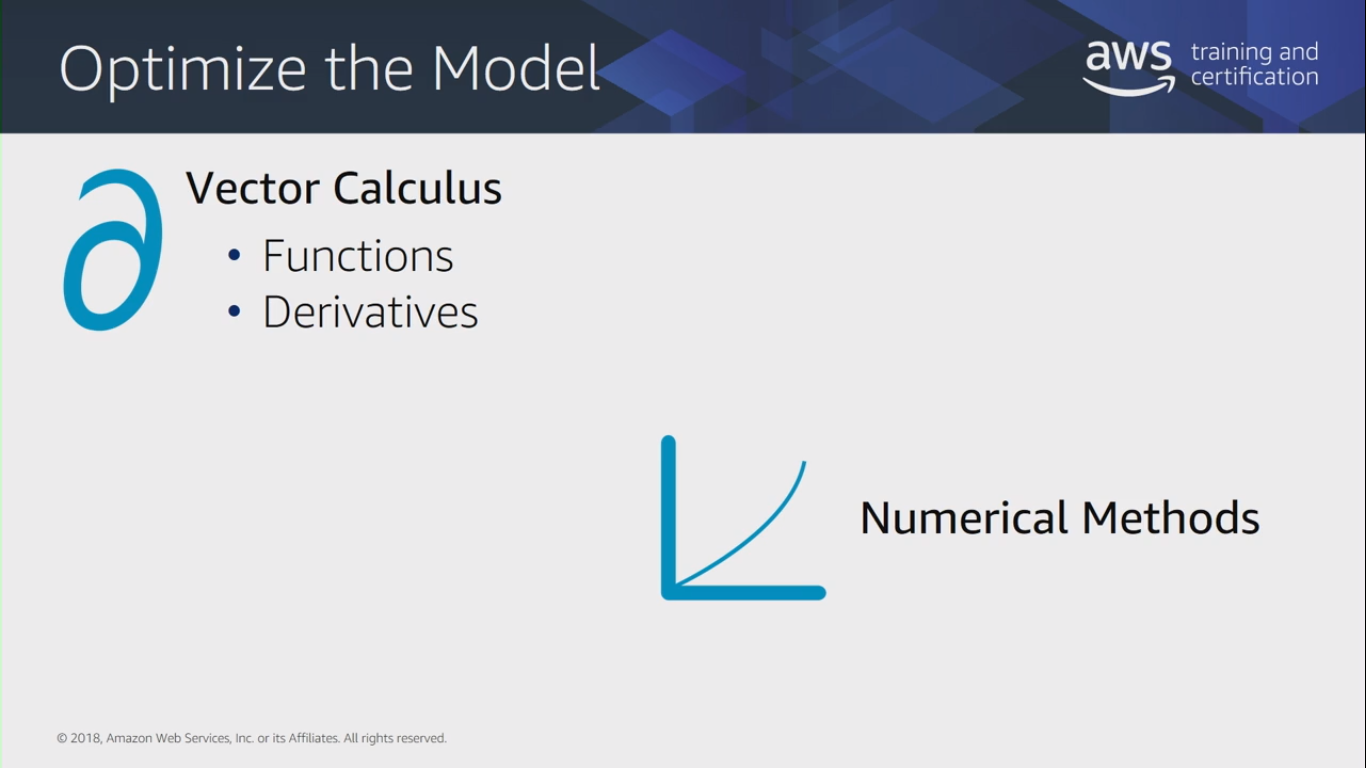 Optimize the Model
aws training and
certification
∂ Vector Calculus
• Functions
• Derivatives
Numerical Methods
© 2018, Amazon Web Services, Inc. or its Affiliates. All rights reserved.